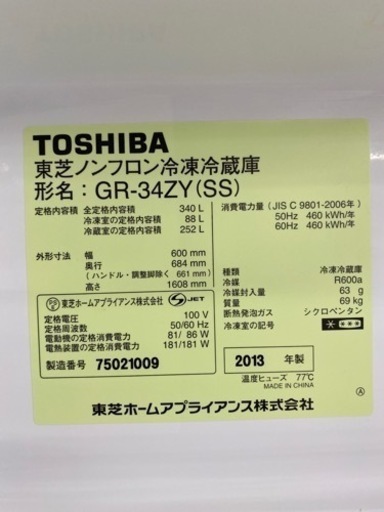 TOSHIBA
東芝ノンフロン冷凍冷蔵庫
形名：GR-34ZY(SS)
定格内容積 全定格内容積 340 L
冷凍室の定格内容積 88 L
冷蔵室の定格内容積 252 L
消費電力量 (JIS C 9801-2006年)
50Hz 460 kWh/年
60Hz 460 kWh/年
外形寸法 幅 600 mm
奥行 684 mm
(ハンドル・調整脚除く 661 mm)
高さ 1608 mm
種類 冷凍冷蔵庫
冷媒 R600a
冷媒封入量 63 g
質量 69 kg
断熱発泡ガス シクロペンタン
冷凍室の記号 ＊ ＊＊＊
PS E 東芝ホームアプライアンス株式会社 S-JET
定格電圧 100 V
定格周波数 50/60 Hz
電動機の定格消費電力 81/ 86 W
電熱装置の定格消費電力 181/181 W
製造番号 75021009
2013 年製
温度ヒューズ 77℃
MADE IN CHINA
東芝ホームアプライアンス株式会社
A